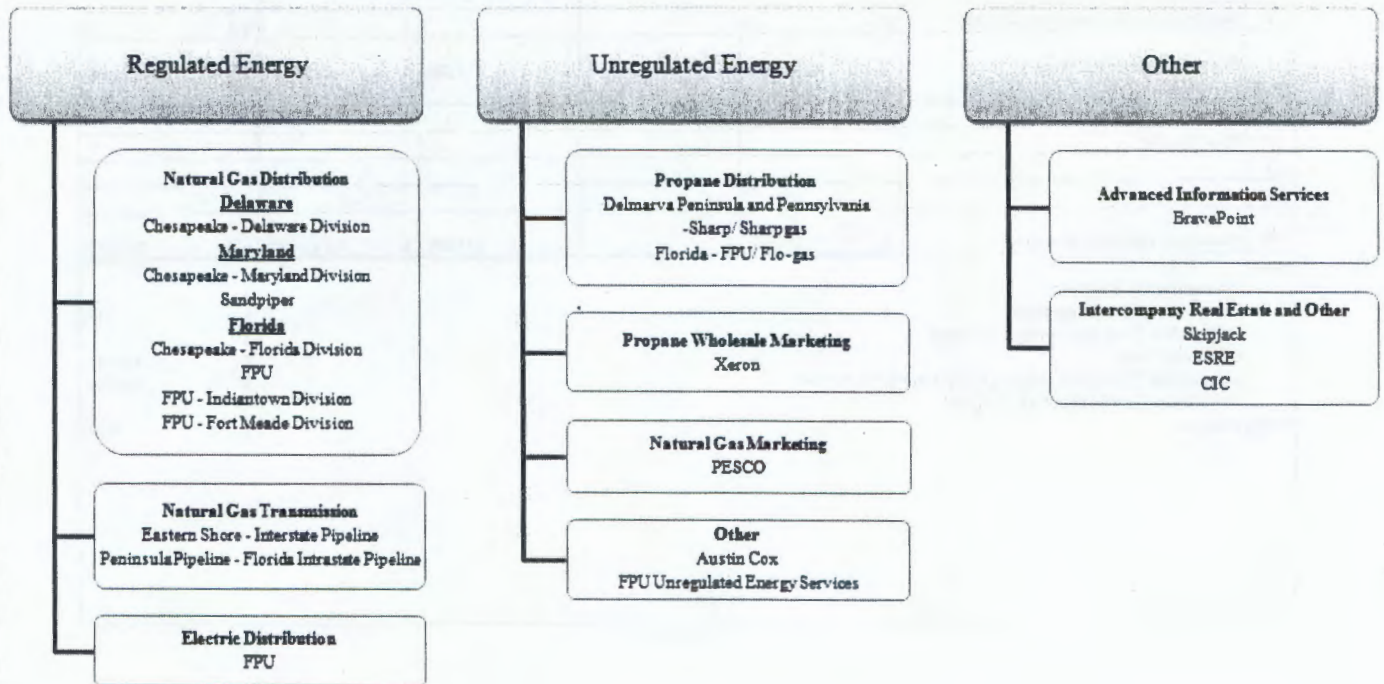 Regulated Energy
Natural Gas Distribution
Delaware
Chesapeake - Delaware Division
Maryland
Chesapeake - Maryland Division
Sandpiper
Florida
Chesapeake - Florida Division
FPU
FPU - Indiantown Division
FPU - Fort Meade Division
Natural Gas Transmission
Eastern Shore - Interstate Pipeline
Peninsula Pipeline - Florida Intrastate Pipeline
Electric Distribution
FPU
Unregulated Energy
Propane Distribution
Delmarva Peninsula and Pennsylvania
-Sharp/ Sharpgas
Florida - FPU/ Flo-gas
Propane Wholesale Marketing
Xeron
Natural Gas Marketing
PESCO
Other
Austin Cox
FPU Unregulated Energy Services
Other
Advanced Information Services
BravePoint
Intercompany Real Estate and Other
Skipjack
ESRE
CIC